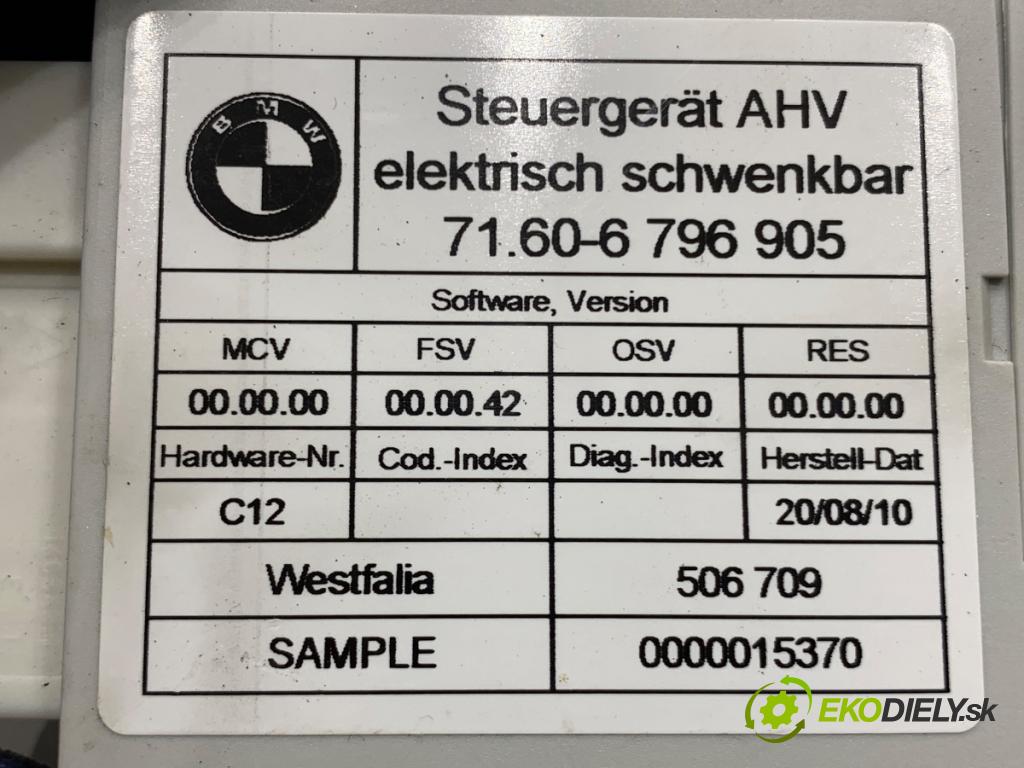 BMW
Steuergerät AHV
elektrisch schwenkbar
71.60-6 796 905
Software, Version
MCV FSV OSV RES
00.00.00 00.00.42 00.00.00 00.00.00
Hardware-Nr. Cod.-Index Diag.-Index Herstell-Dat
C12 20/08/10
Westfalia 506 709
SAMPLE 0000015370
EKODIELY.sk